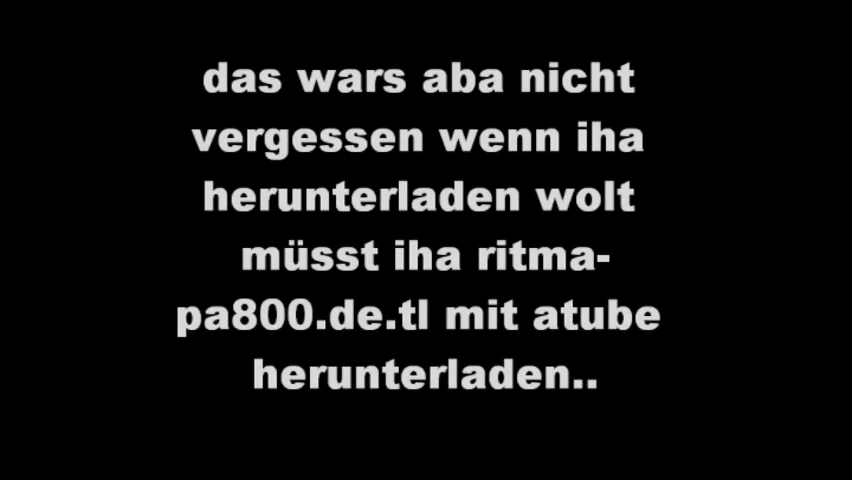 das wars aba nicht
vergessen wenn iha
herunterladen wolt
müsst iha ritma-
pa800.de.tl mit atube
herunterladen..